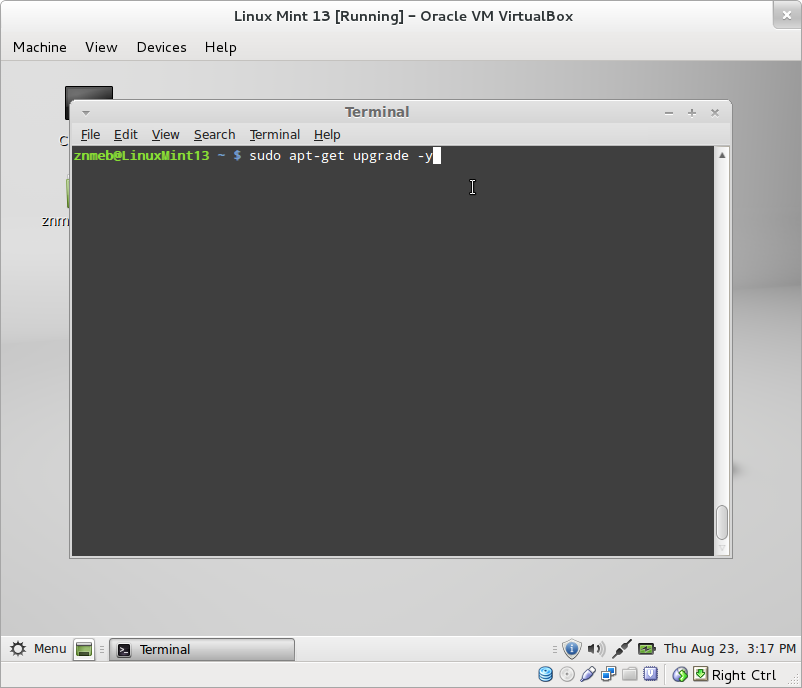 Linux Mint 13 [Running] – Oracle VM VirtualBox
Machine View Devices Help
Terminal
File Edit View Search Terminal Help
znmeb@LinuxMint13 ~ $ sudo apt-get upgrade -y
C
znm
Menu Terminal Thu Aug 23, 3:17 PM
Right Ctrl